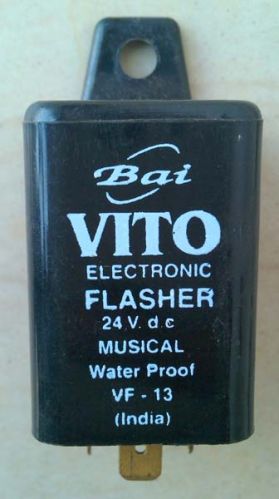 Bai
VITO
ELECTRONIC
FLASHER
24 V. d.c
MUSICAL
Water Proof
VF - 13
(India)